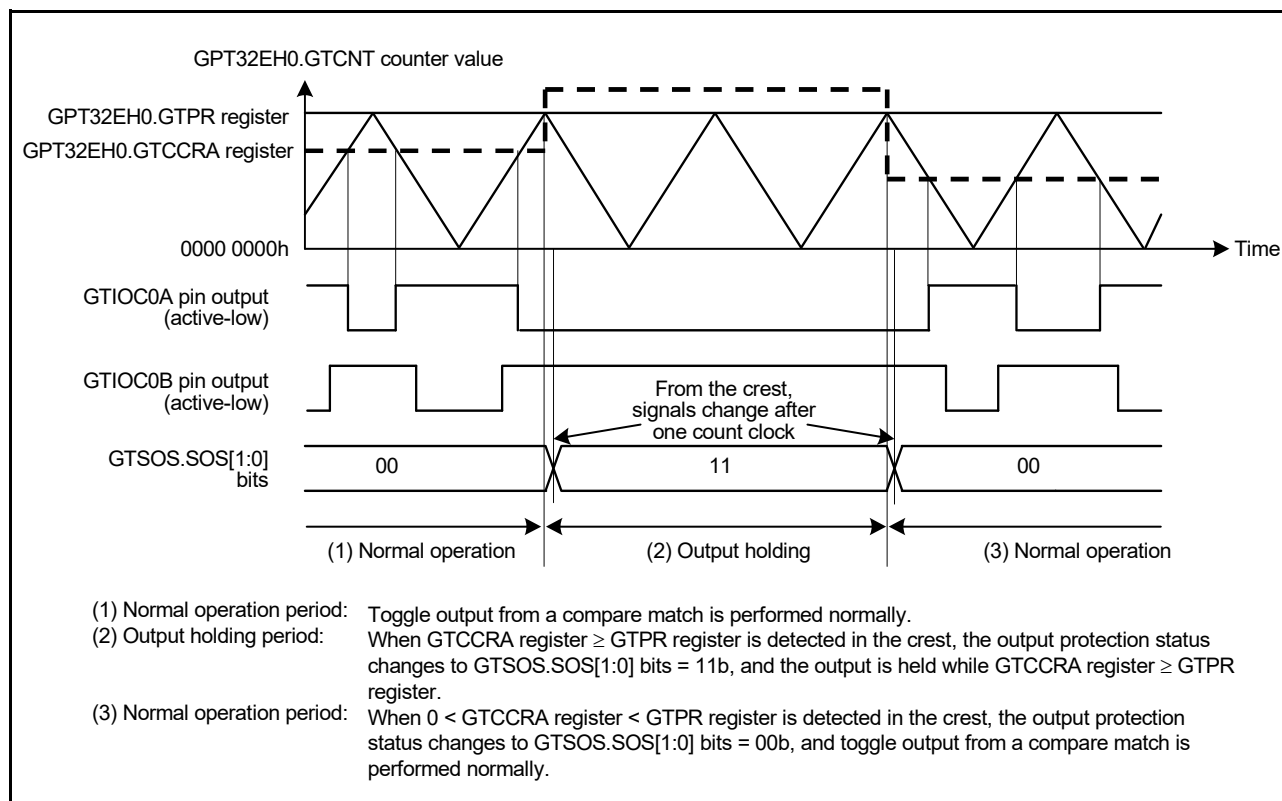 GPT32EH0.GTCNT counter value
GPT32EH0.GTPR register
GPT32EH0.GTCCRA register
0000 0000h
Time
GTIOC0A pin output
(active-low)
GTIOC0B pin output
(active-low)
From the crest,
signals change after
one count clock
GTSOS.SOS[1:0]
bits
00
11
00
(1) Normal operation
(2) Output holding
(3) Normal operation
(1) Normal operation period: Toggle output from a compare match is performed normally.
(2) Output holding period: When GTCCRA register ≥ GTPR register is detected in the crest, the output protection status
changes to GTSOS.SOS[1:0] bits = 11b, and the output is held while GTCCRA register ≥ GTPR
register.
(3) Normal operation period: When 0 < GTCCRA register < GTPR register is detected in the crest, the output protection
status changes to GTSOS.SOS[1:0] bits = 00b, and toggle output from a compare match is
performed normally.